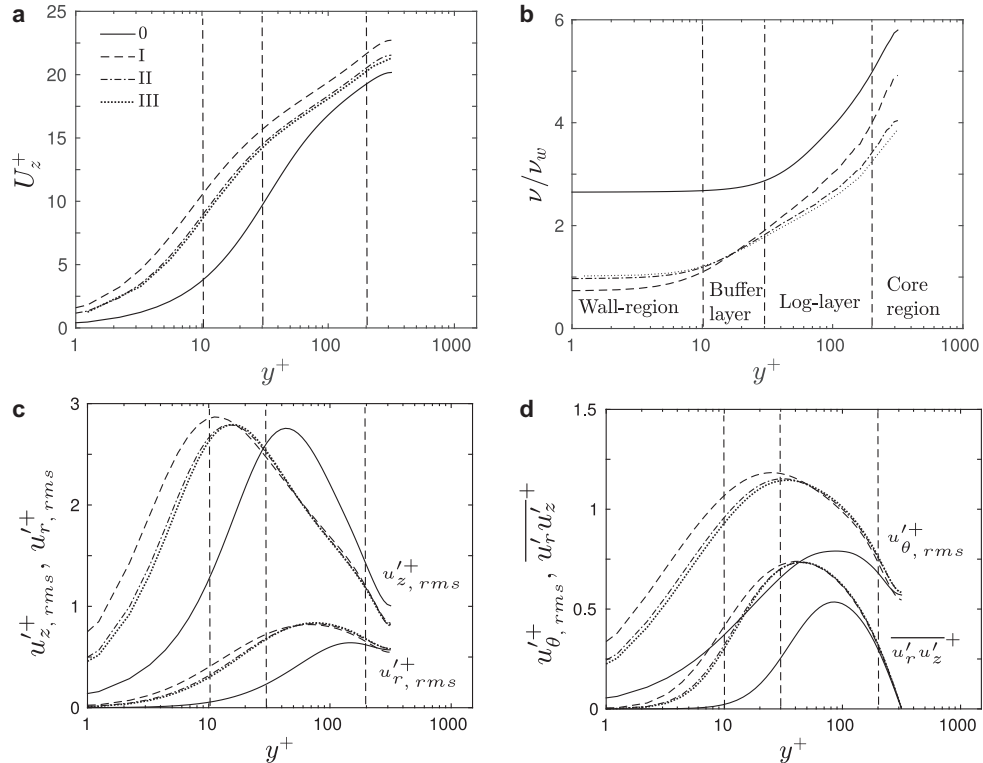 a
25
20
15
10
5
0
1
10
100
1000
U_z^+
y^+
0
I
II
III
b
6
4
2
0
1
10
100
1000
ν/ν_w
y^+
Wall-region
Buffer
layer
Log-layer
Core
region
c
3
2
1
0
1
10
100
1000
u'^+_{z, rms}, u'^+_{r, rms}
y^+
u'^+_{z, rms}
u'^+_{r, rms}
d
1.5
1
0.5
0
1
10
100
1000
u'^+_{θ, rms}, \overline{u'_r u'_z}^+
y^+
u'^+_{θ, rms}
\overline{u'_r u'_z}^+